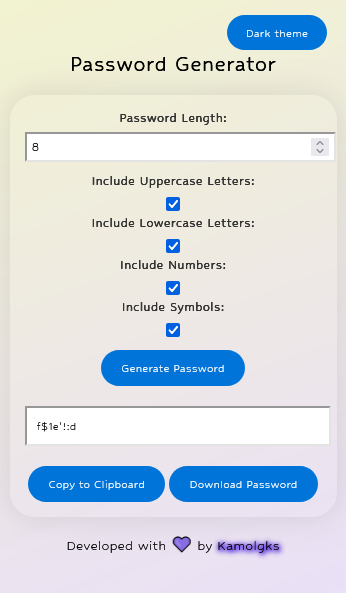 Dark theme
Password Generator
Password Length:
8
Include Uppercase Letters:
Include Lowercase Letters:
Include Numbers:
Include Symbols:
Generate Password
f$1e'!:d
Copy to Clipboard
Download Password
Developed with 💜 by Kamolgks